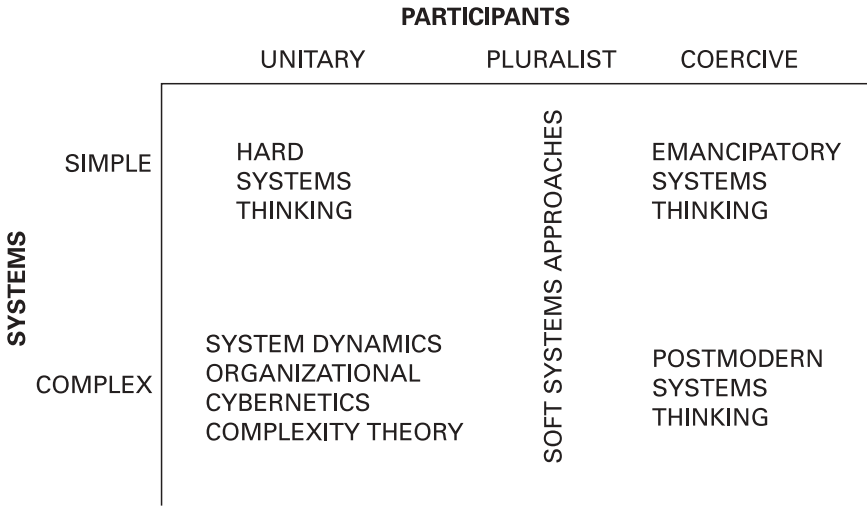 PARTICIPANTS
UNITARY PLURALIST COERCIVE
SYSTEMS
SIMPLE
HARD
SYSTEMS
THINKING
SOFT SYSTEMS APPROACHES
EMANCIPATORY
SYSTEMS
THINKING
COMPLEX
SYSTEM DYNAMICS
ORGANIZATIONAL
CYBERNETICS
COMPLEXITY THEORY
POSTMODERN
SYSTEMS
THINKING